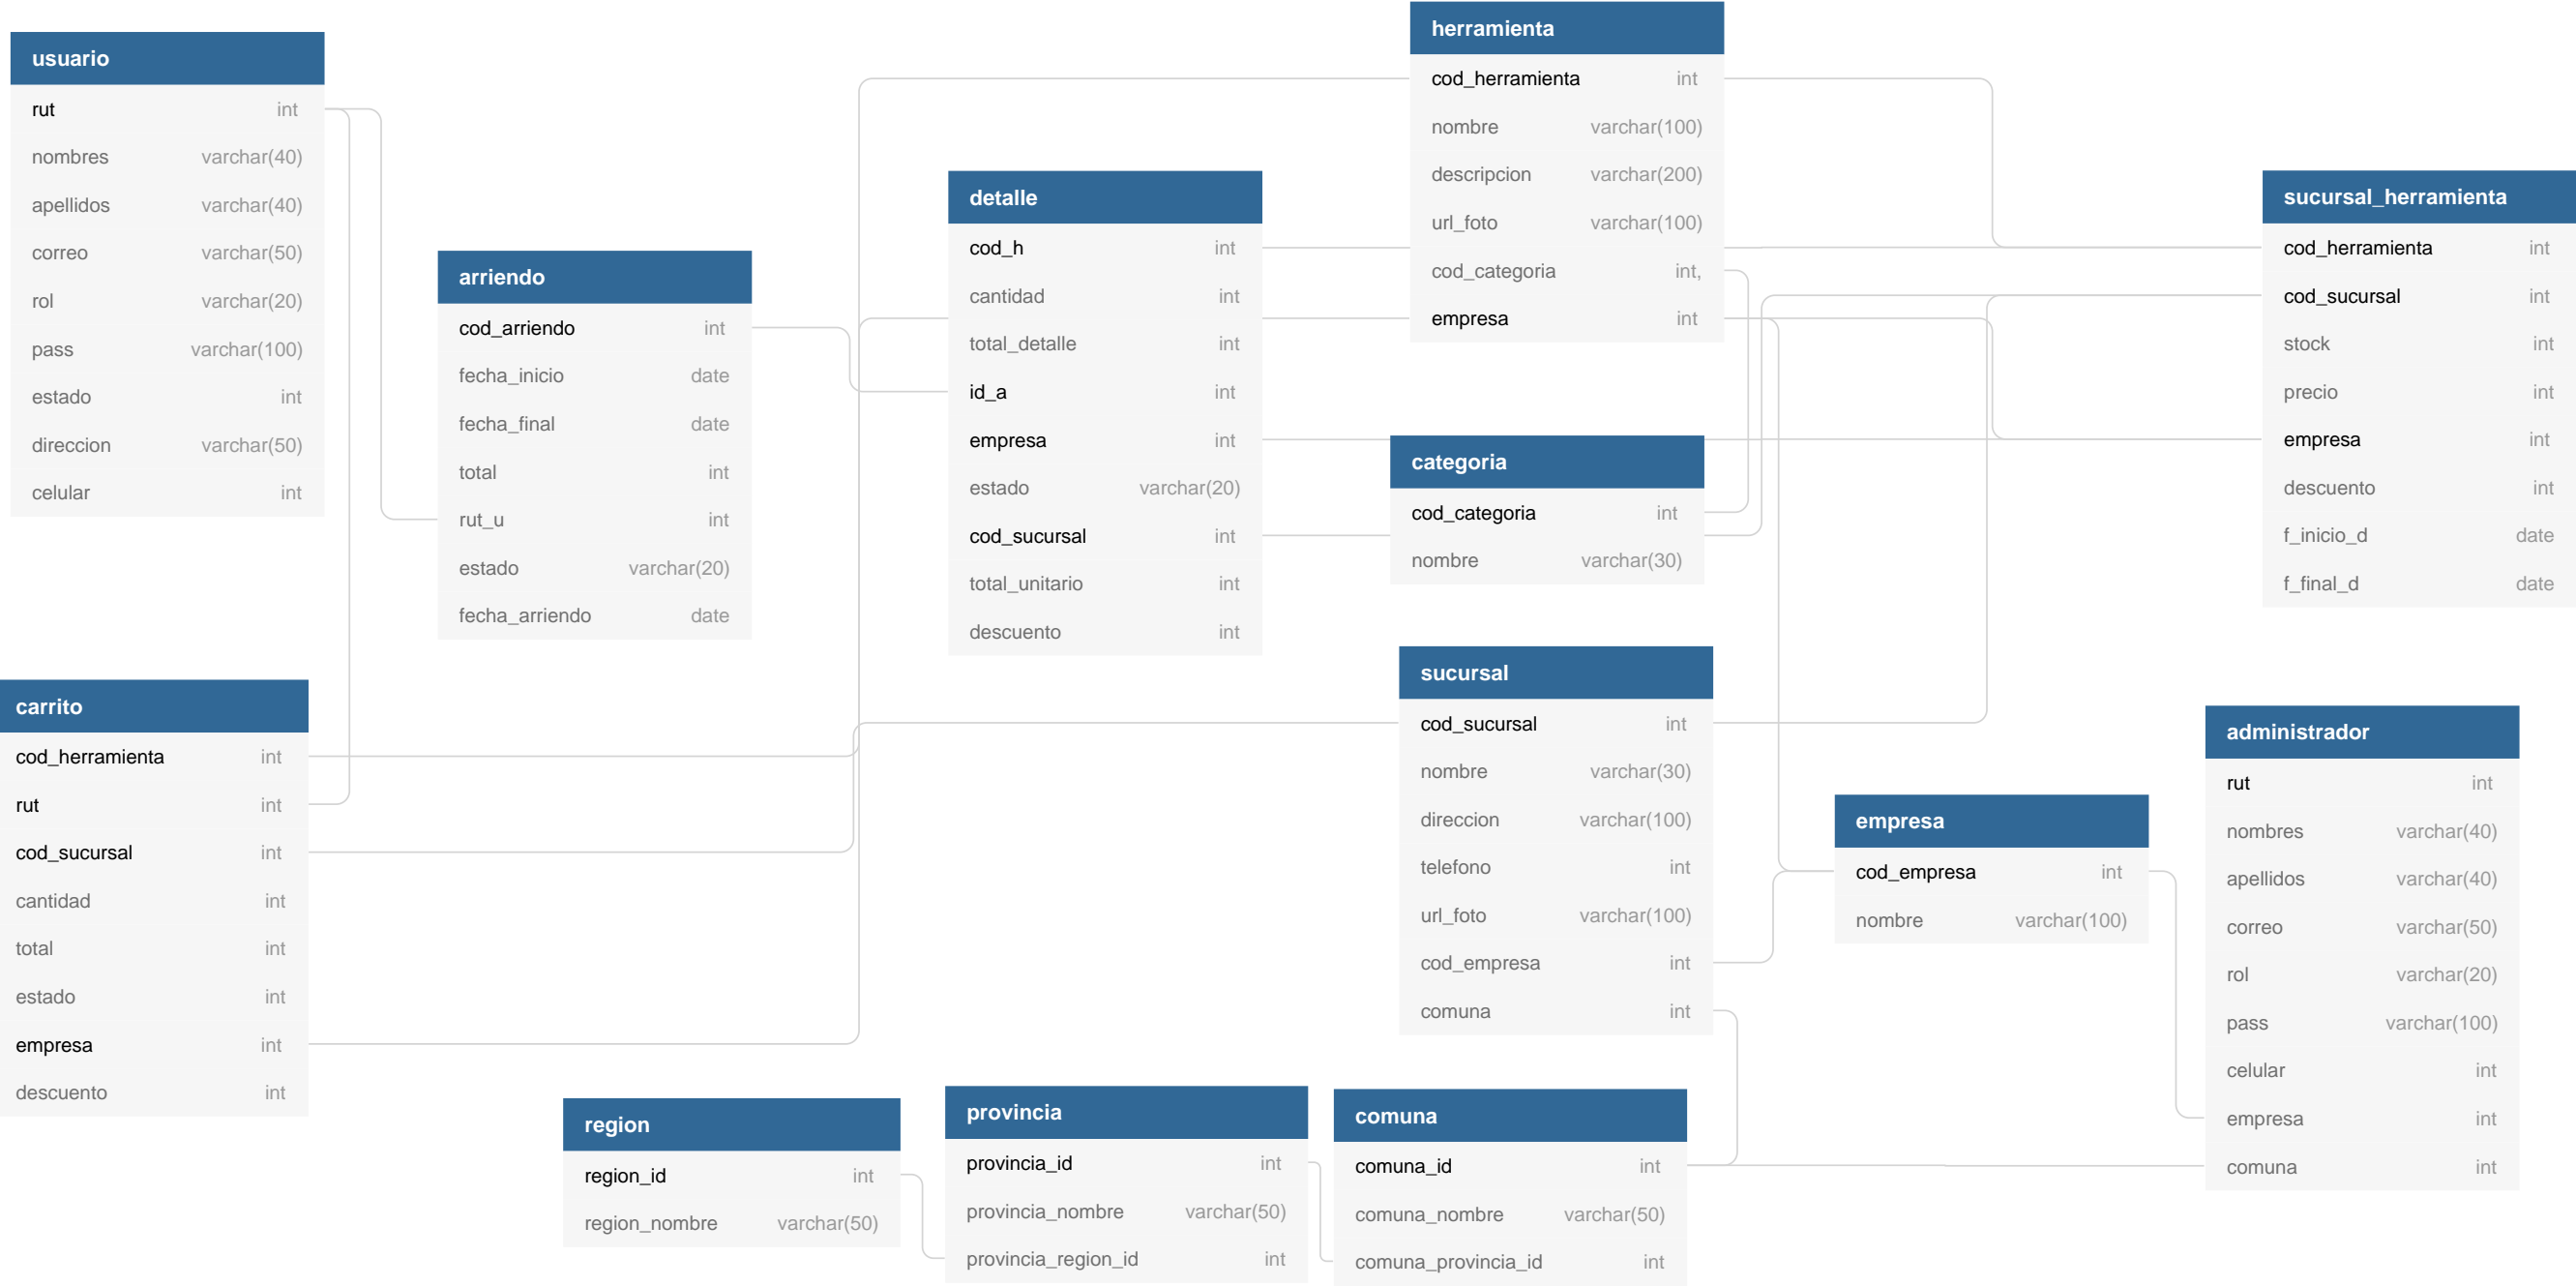 usuario
rut int
nombres varchar(40)
apellidos varchar(40)
correo varchar(50)
rol varchar(20)
pass varchar(100)
estado int
direccion varchar(50)
celular int
arriendo
cod_arriendo int
fecha_inicio date
fecha_final date
total int
rut_u int
estado varchar(20)
fecha_arriendo date
detalle
cod_h int
cantidad int
total_detalle int
id_a int
empresa int
estado varchar(20)
cod_sucursal int
total_unitario int
descuento int
herramienta
cod_herramienta int
nombre varchar(100)
descripcion varchar(200)
url_foto varchar(100)
cod_categoria int,
empresa int
sucursal_herramienta
cod_herramienta int
cod_sucursal int
stock int
precio int
empresa int
descuento int
f_inicio_d date
f_final_d date
categoria
cod_categoria int
nombre varchar(30)
carrito
cod_herramienta int
rut int
cod_sucursal int
cantidad int
total int
estado int
empresa int
descuento int
sucursal
cod_sucursal int
nombre varchar(30)
direccion varchar(100)
telefono int
url_foto varchar(100)
cod_empresa int
comuna int
empresa
cod_empresa int
nombre varchar(100)
administrador
rut int
nombres varchar(40)
apellidos varchar(40)
correo varchar(50)
rol varchar(20)
pass varchar(100)
celular int
empresa int
comuna int
region
region_id int
region_nombre varchar(50)
provincia
provincia_id int
provincia_nombre varchar(50)
provincia_region_id int
comuna
comuna_id int
comuna_nombre varchar(50)
comuna_provincia_id int